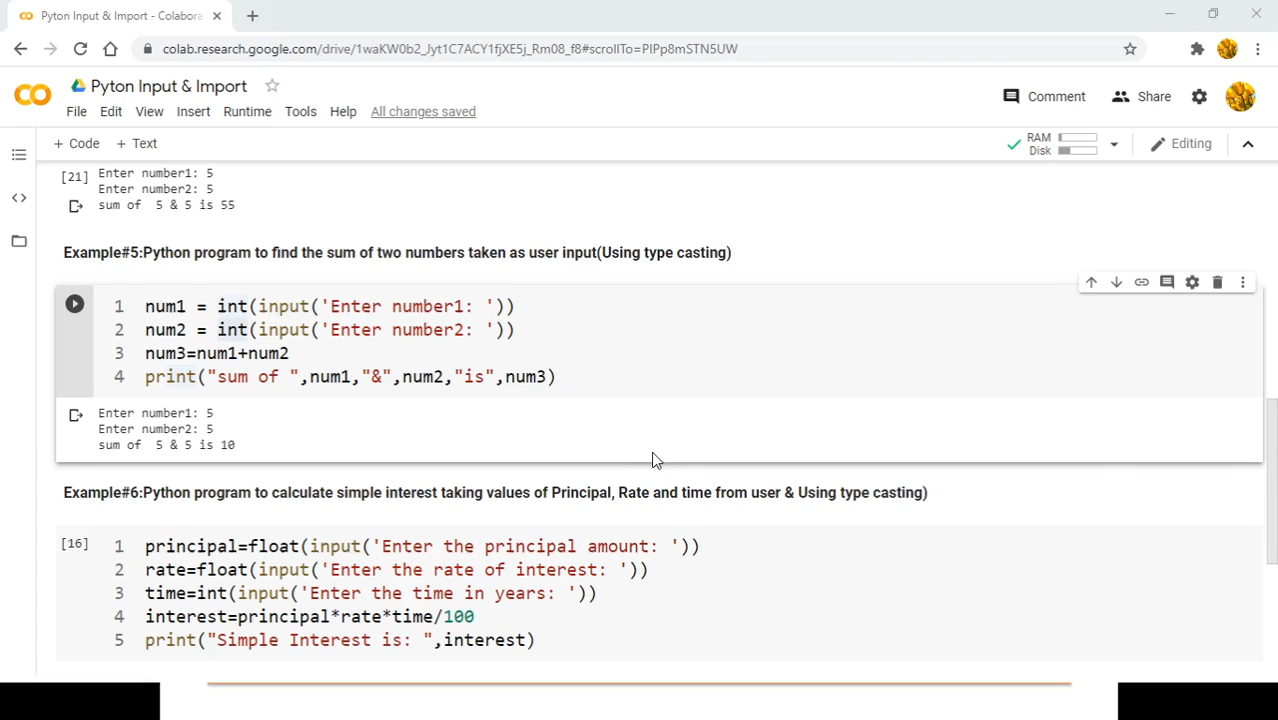 Pyton Input & Import - Colabora
colab.research.google.com/drive/1waKW0b2_Jyt1C7ACY1fjXE5j_Rm08_f8#scrollTo=PlPp8mSTN5UW
Pyton Input & Import
Comment
Share
File Edit View Insert Runtime Tools Help All changes saved
+ Code + Text
RAM
Disk
Editing
Enter number1: 5
[21]
Enter number2: 5
sum of  5 & 5 is 55
Example#5:Python program to find the sum of two numbers taken as user input(Using type casting)
1 num1 = int(input('Enter number1: '))
2 num2 = int(input('Enter number2: '))
3 num3=num1+num2
4 print("sum of ",num1,"&",num2,"is",num3)
Enter number1: 5
Enter number2: 5
sum of  5 & 5 is 10
Example#6:Python program to calculate simple interest taking values of Principal, Rate and time from user & Using type casting)
[16] 1 principal=float(input('Enter the principal amount: '))
2 rate=float(input('Enter the rate of interest: '))
3 time=int(input('Enter the time in years: '))
4 interest=principal*rate*time/100
5 print("Simple Interest is: ",interest)